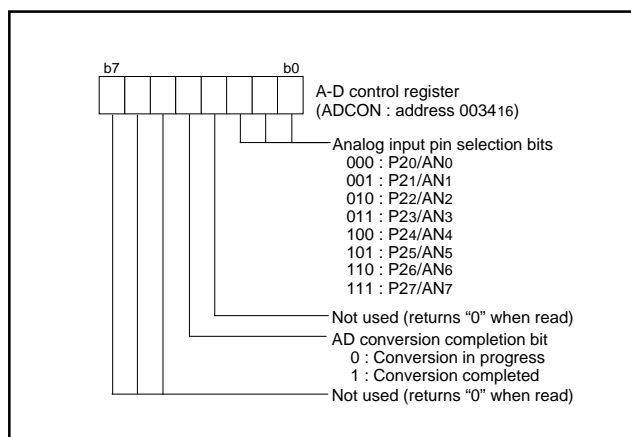 b7 b0
A-D control register
(ADCON : address 003416)
Analog input pin selection bits
000 : P20/AN0
001 : P21/AN1
010 : P22/AN2
011 : P23/AN3
100 : P24/AN4
101 : P25/AN5
110 : P26/AN6
111 : P27/AN7
Not used (returns “0” when read)
AD conversion completion bit
0 : Conversion in progress
1 : Conversion completed
Not used (returns “0” when read)